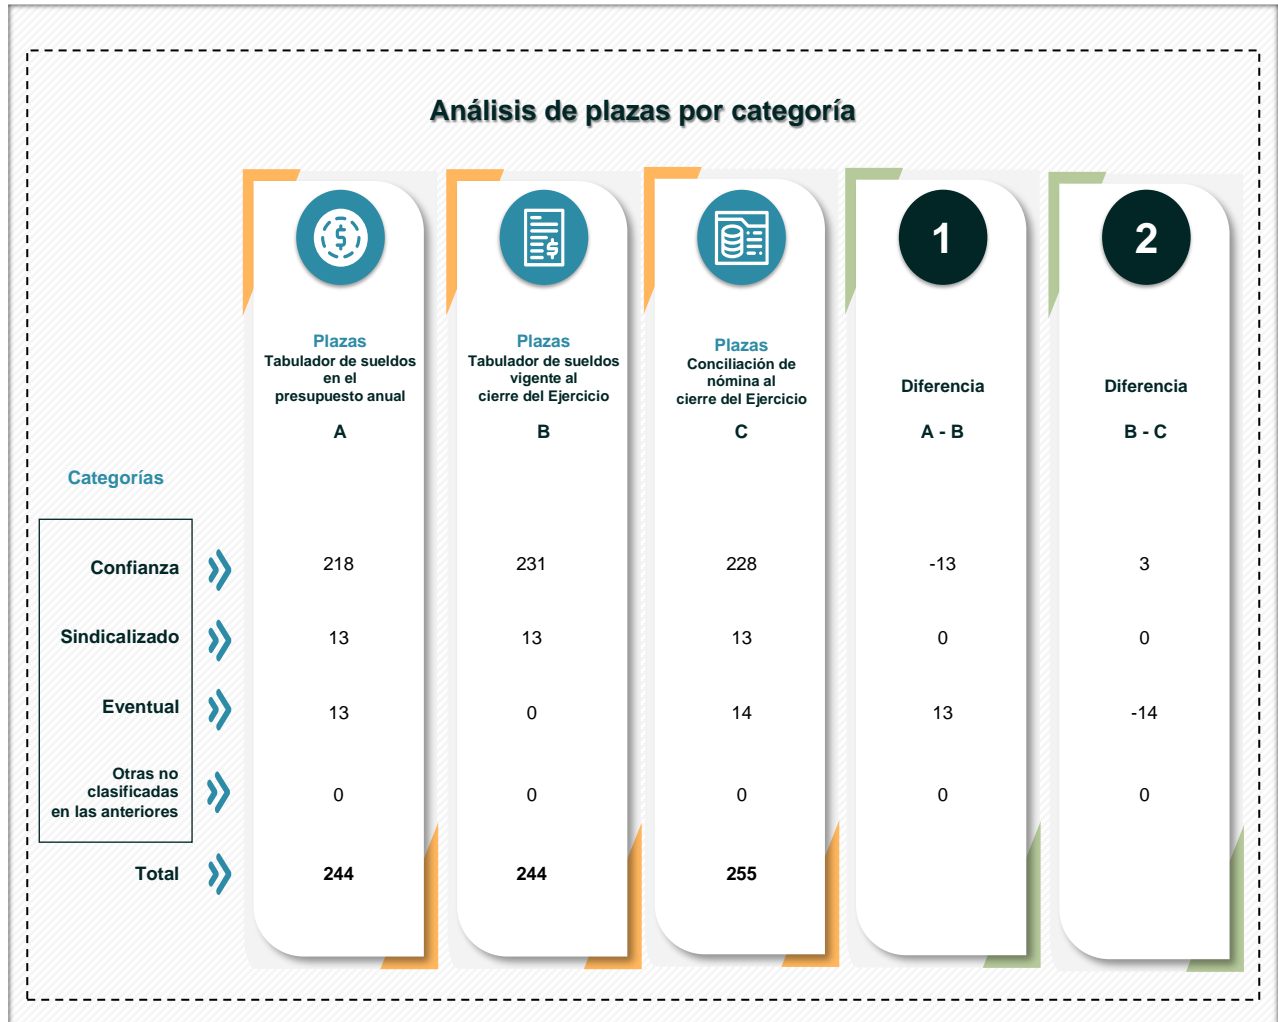 Análisis de plazas por categoría
1
2
Plazas
Tabulador de sueldos
en el
presupuesto anual
A
Plazas
Tabulador de sueldos
vigente al
cierre del Ejercicio
B
Plazas
Conciliación de
nómina al
cierre del Ejercicio
C
Diferencia
A - B
Diferencia
B - C
Categorías
Confianza 218 231 228 -13 3
Sindicalizado 13 13 13 0 0
Eventual 13 0 14 13 -14
Otras no
clasificadas
en las anteriores 0 0 0 0 0
Total 244 244 255